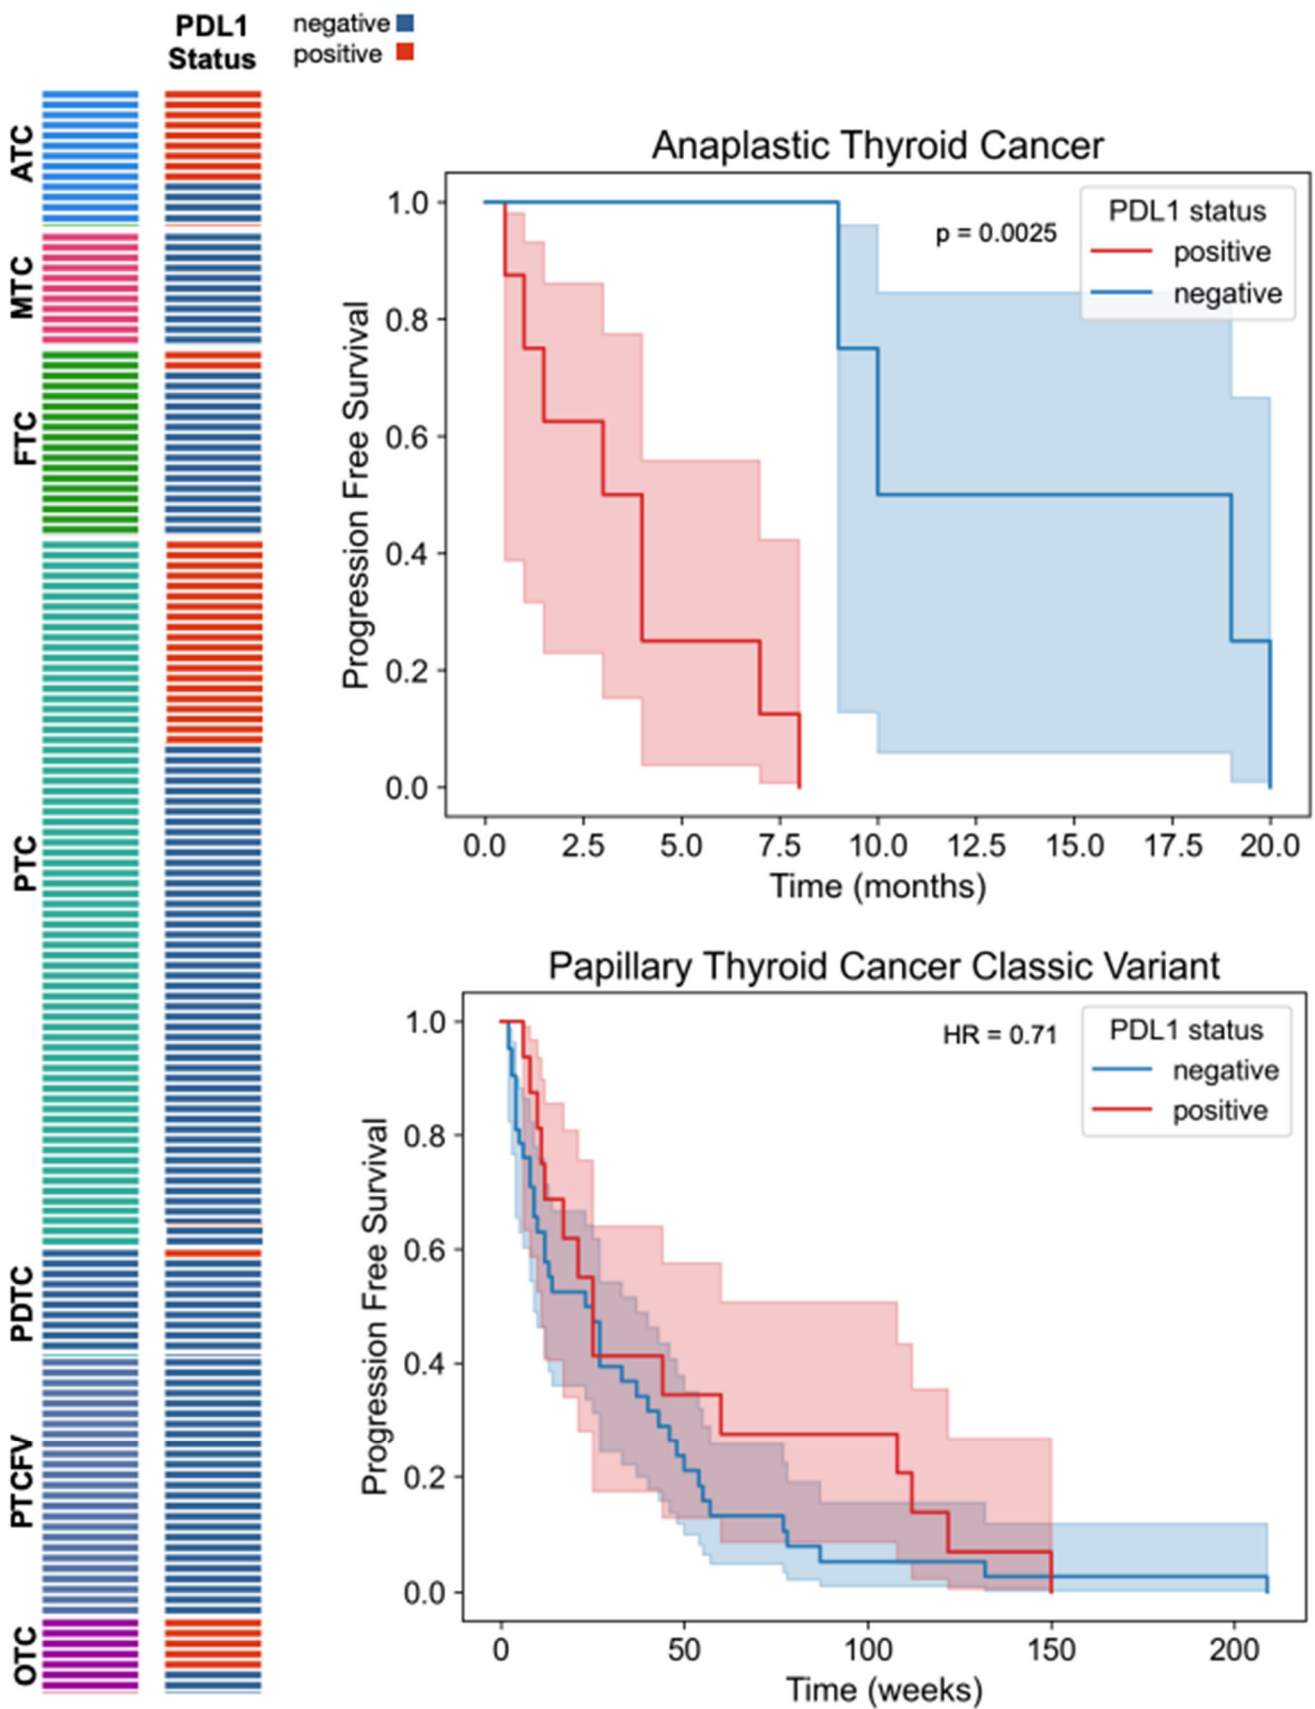 PDL1
Status
negative
positive
ATC
MTC
FTC
PTC
PDTC
PTCFV
OTC
Anaplastic Thyroid Cancer
p = 0.0025
PDL1 status
positive
negative
Progression Free Survival
1.0
0.8
0.6
0.4
0.2
0.0
0.0 2.5 5.0 7.5 10.0 12.5 15.0 17.5 20.0
Time (months)
Papillary Thyroid Cancer Classic Variant
HR = 0.71
PDL1 status
negative
positive
Progression Free Survival
1.0
0.8
0.6
0.4
0.2
0.0
0 50 100 150 200
Time (weeks)